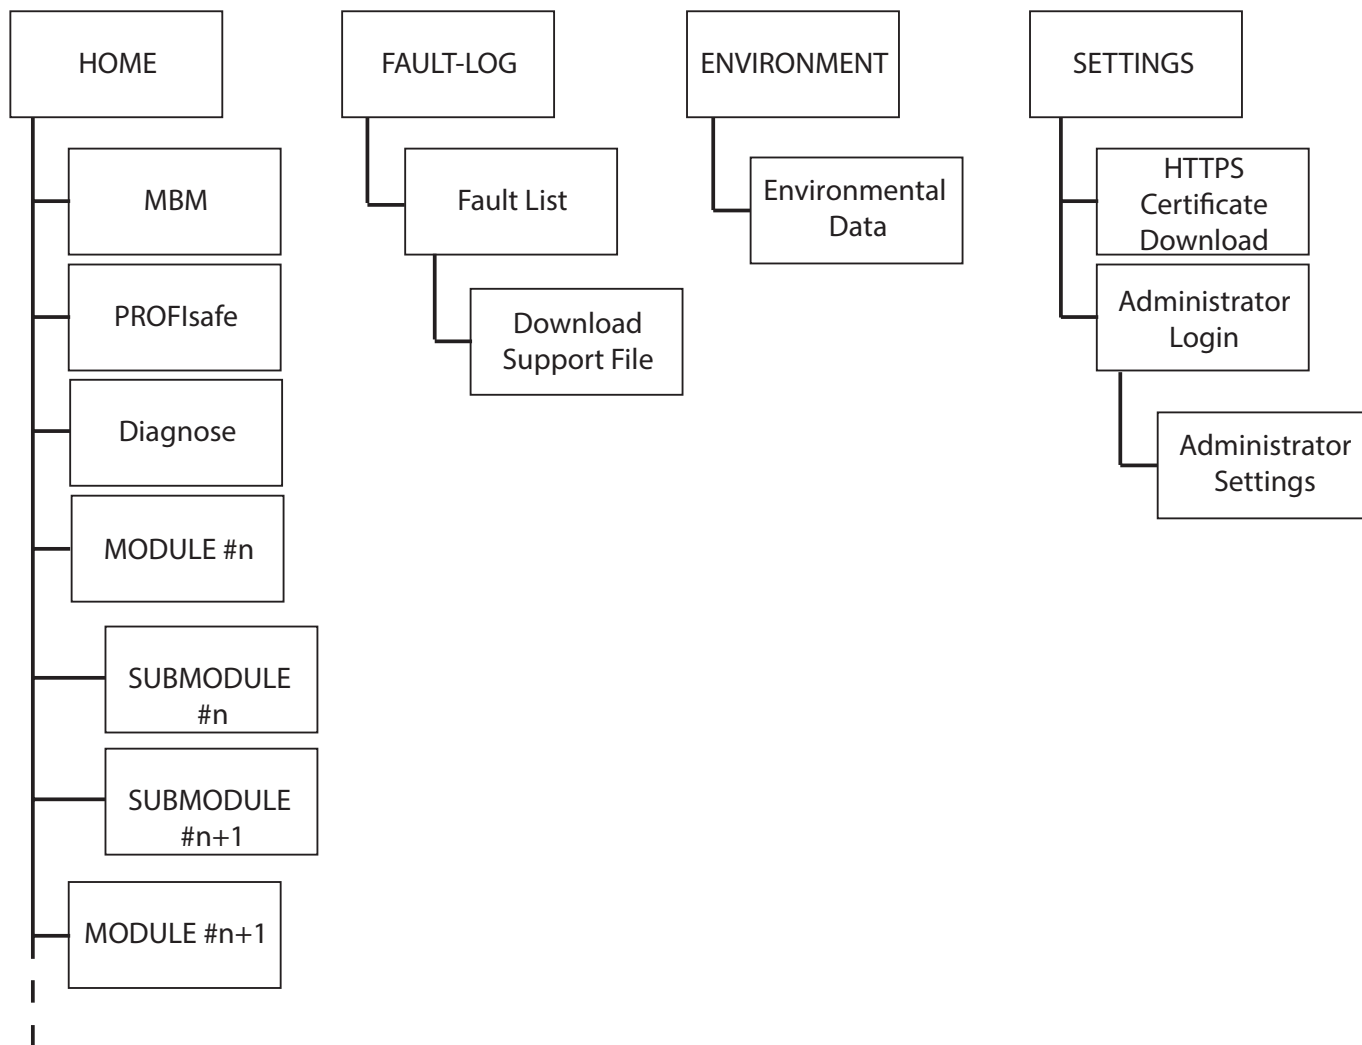 HOME
MBM
PROFIsafe
Diagnose
MODULE #n
SUBMODULE
#n
SUBMODULE
#n+1
MODULE #n+1
FAULT-LOG
Fault List
Download
Support File
ENVIRONMENT
Environmental
Data
SETTINGS
HTTPS
Certificate
Download
Administrator
Login
Administrator
Settings